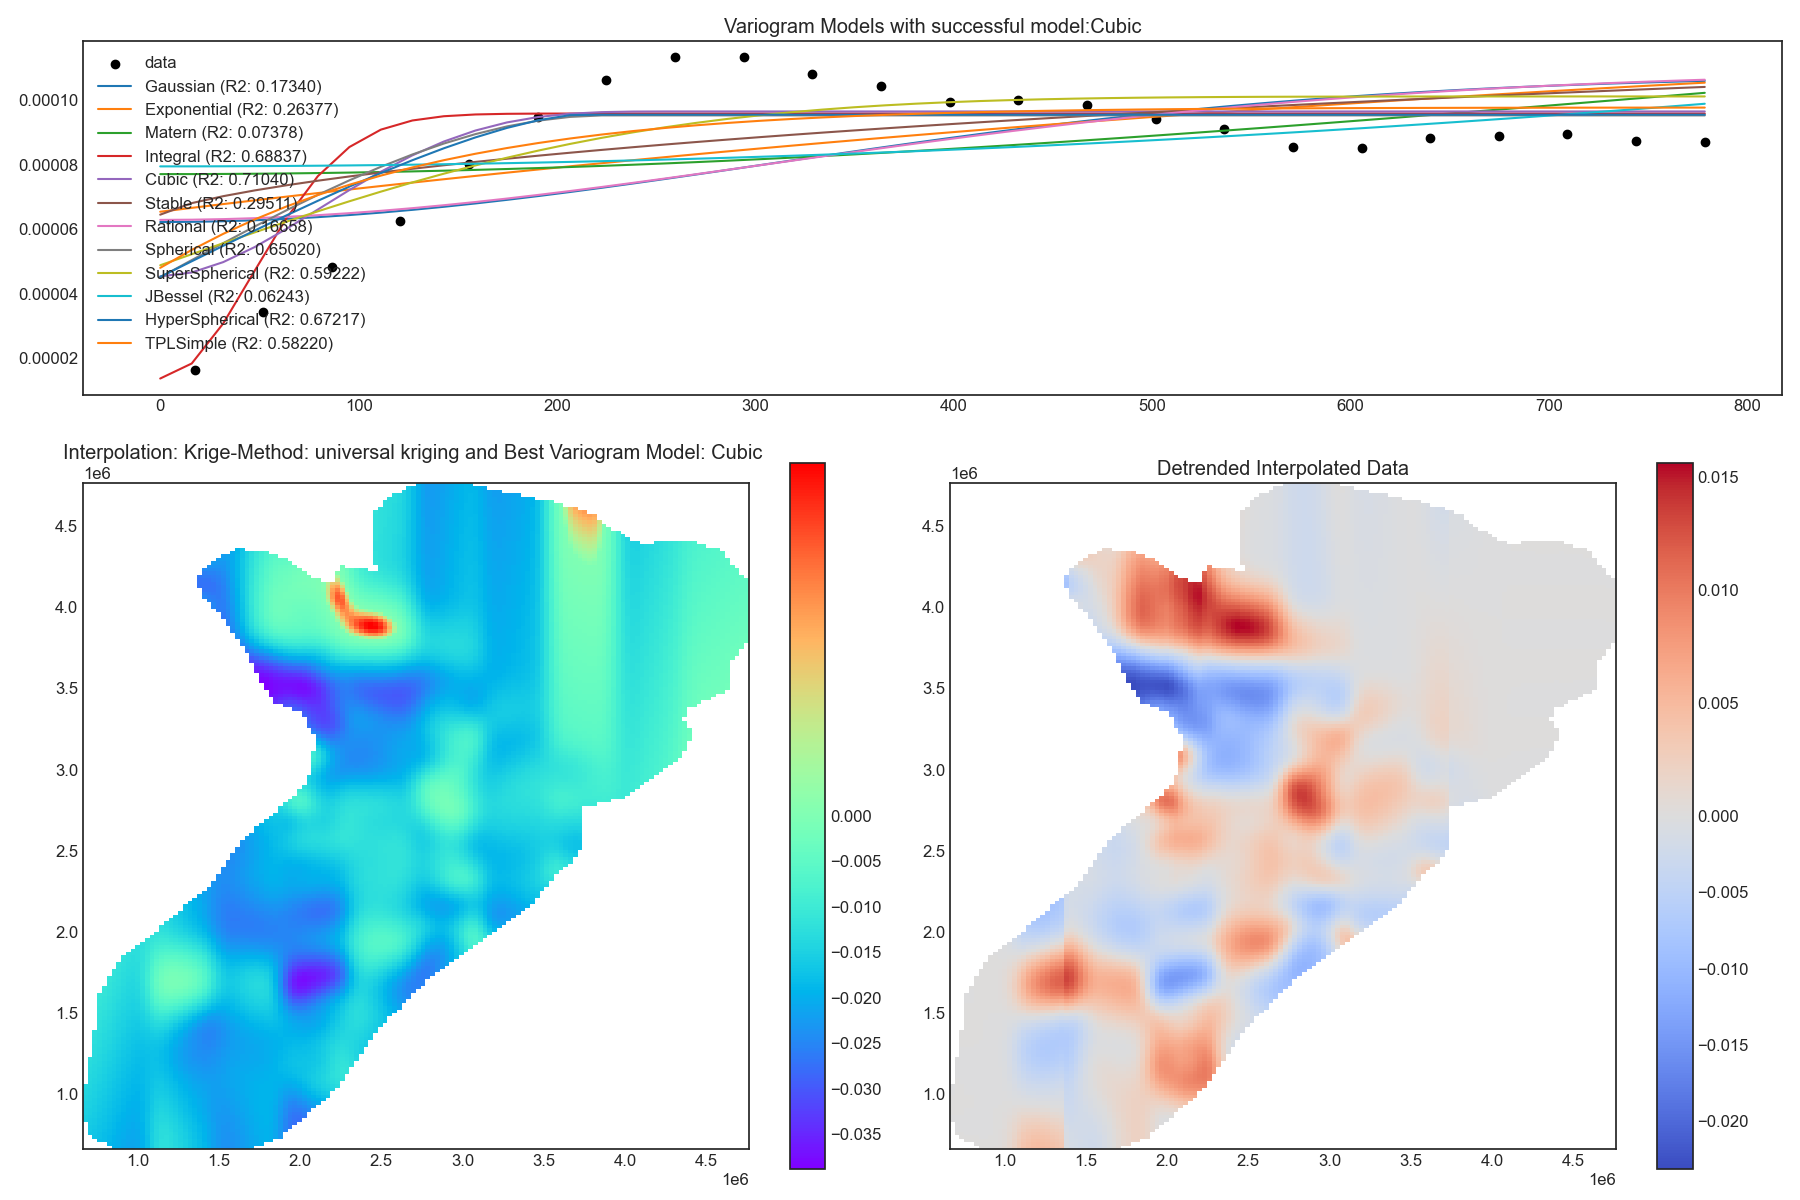 Variogram Models with successful model:Cubic
data
Gaussian (R2: 0.17340)
Exponential (R2: 0.26377)
Matern (R2: 0.07378)
Integral (R2: 0.68837)
Cubic (R2: 0.71040)
Stable (R2: 0.29511)
Rational (R2: 0.16658)
Spherical (R2: 0.65020)
SuperSpherical (R2: 0.59222)
JBessel (R2: 0.06243)
HyperSpherical (R2: 0.67217)
TPLSimple (R2: 0.58220)
0.00010
0.00008
0.00006
0.00004
0.00002
0 100 200 300 400 500 600 700 800
Interpolation: Krige-Method: universal kriging and Best Variogram Model: Cubic
1e6
4.5
4.0
3.5
3.0
2.5
2.0
1.5
1.0
1.0 1.5 2.0 2.5 3.0 3.5 4.0 4.5
1e6
0.000
−0.005
−0.010
−0.015
−0.020
−0.025
−0.030
−0.035
Detrended Interpolated Data
1e6
4.5
4.0
3.5
3.0
2.5
2.0
1.5
1.0
1.0 1.5 2.0 2.5 3.0 3.5 4.0 4.5
1e6
0.015
0.010
0.005
0.000
−0.005
−0.010
−0.015
−0.020